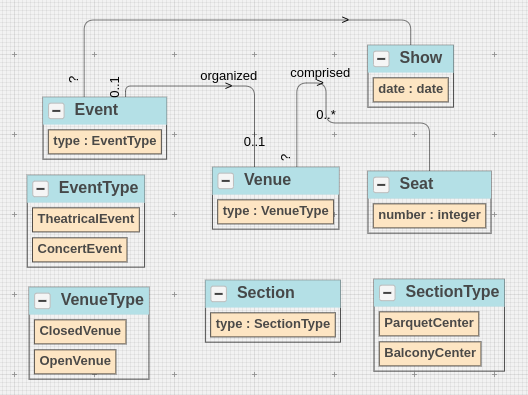 >
Show
date : date
?
0..1
organized
>
comprised
>
0..*
Event
type : EventType
0..1
?
EventType
TheatricalEvent
ConcertEvent
Venue
type : VenueType
Seat
number : integer
VenueType
ClosedVenue
OpenVenue
Section
type : SectionType
SectionType
ParquetCenter
BalconyCenter